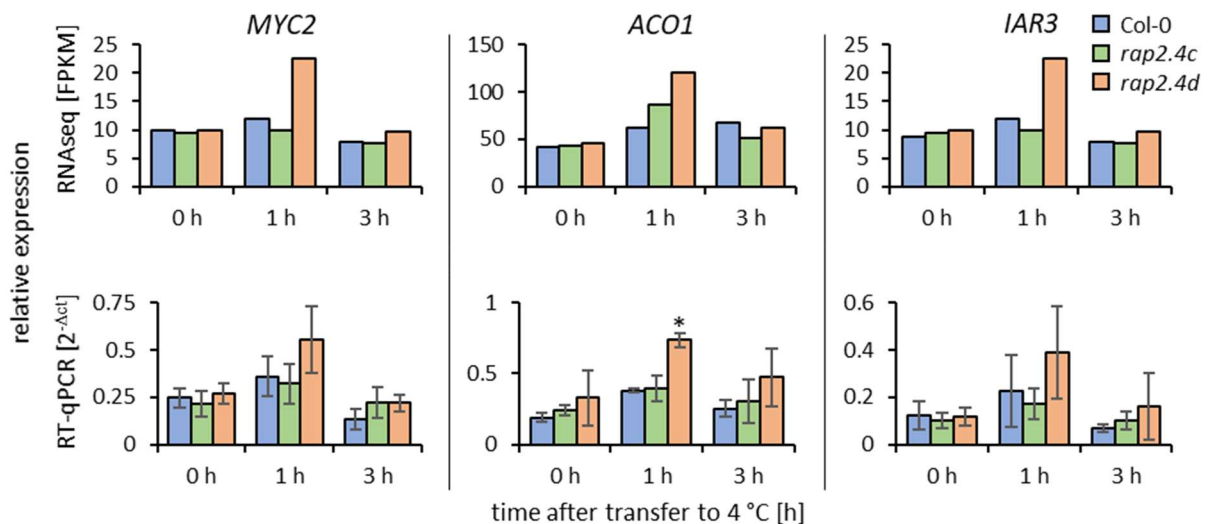 MYC2
ACO1
IAR3
Col-0
rap2.4c
rap2.4d
relative expression
RNAseq [FPKM]
25
20
15
10
5
0
0 h 1 h 3 h
150
100
50
0
0 h 1 h 3 h
25
20
15
10
5
0
0 h 1 h 3 h
RT-qPCR [2^-Δct]
0.75
0.5
0.25
0
0 h 1 h 3 h
1
0.5
0
*
0 h 1 h 3 h
0.6
0.4
0.2
0
0 h 1 h 3 h
time after transfer to 4 °C [h]